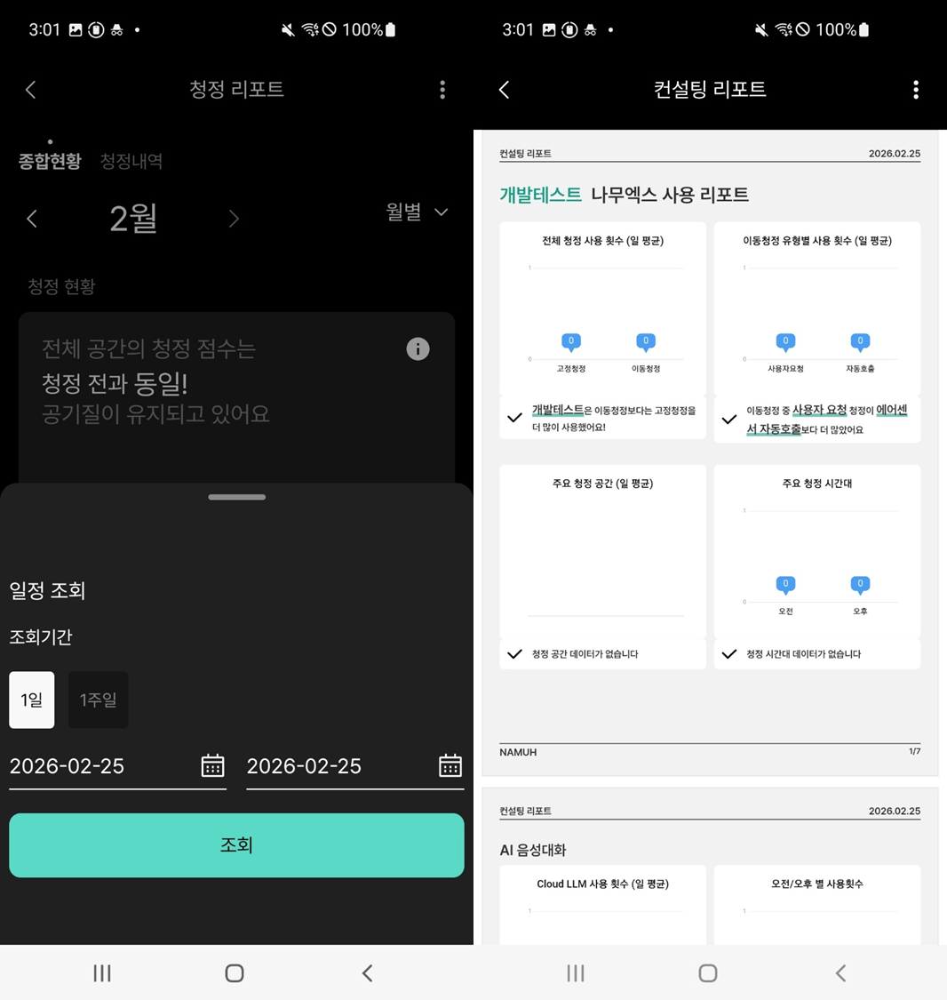 3:01
100%
청정 리포트
종합현황 청정내역
2월
월별
청정 현황
전체 공간의 청정 점수는
청정 전과 동일!
공기질이 유지되고 있어요
일정 조회
조회기간
1일
1주일
2026-02-25
2026-02-25
조회
3:01
100%
컨설팅 리포트
컨설팅 리포트
2026.02.25
개발테스트 나무엑스 사용 리포트
전체 청정 사용 횟수 (일 평균)
1
0
0
0
고정청정
이동청정
개발테스트은 이동청정보다는 고정청정을
더 많이 사용했어요!
이동청정 유형별 사용 횟수 (일 평균)
1
0
0
0
사용자요청
자동호출
이동청정 중 사용자 요청 청정이 에어센
서 자동호출보다 더 많았어요
주요 청정 공간 (일 평균)
청정 공간 데이터가 없습니다
주요 청정 시간대
1
0
0
0
오전
오후
청정 시간대 데이터가 없습니다
NAMUH
1/7
컨설팅 리포트
2026.02.25
AI 음성대화
Cloud LLM 사용 횟수 (일 평균)
1
오전/오후 별 사용횟수
1